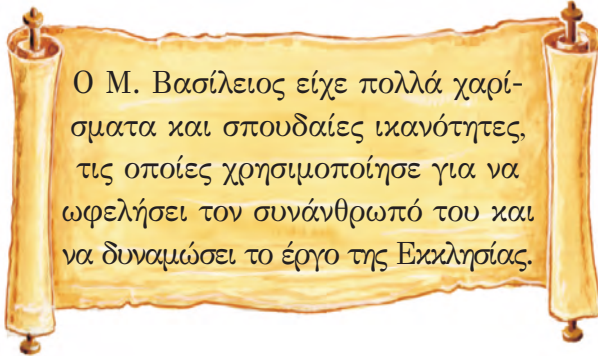 Ο Μ. Βασίλειος είχε πολλά χαρί-
σματα και σπουδαίες ικανότητες,
τις οποίες χρησιμοποίησε για να
ωφελήσει τον συνάνθρωπό του και
να δυναμώσει το έργο της Εκκλησίας.